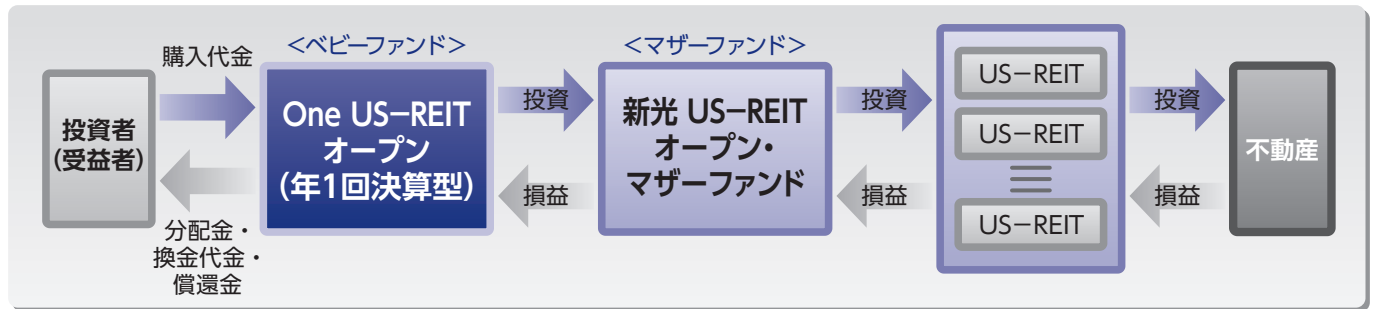 購入代金
投資者
(受益者)
分配金・
換金代金・
償還金
＜ベビーファンド＞
One US−REIT
オープン
(年1回決算型)
投資
損益
＜マザーファンド＞
新光 US−REIT
オープン・
マザーファンド
投資
損益
US−REIT
US−REIT
US−REIT
投資
損益
不動産